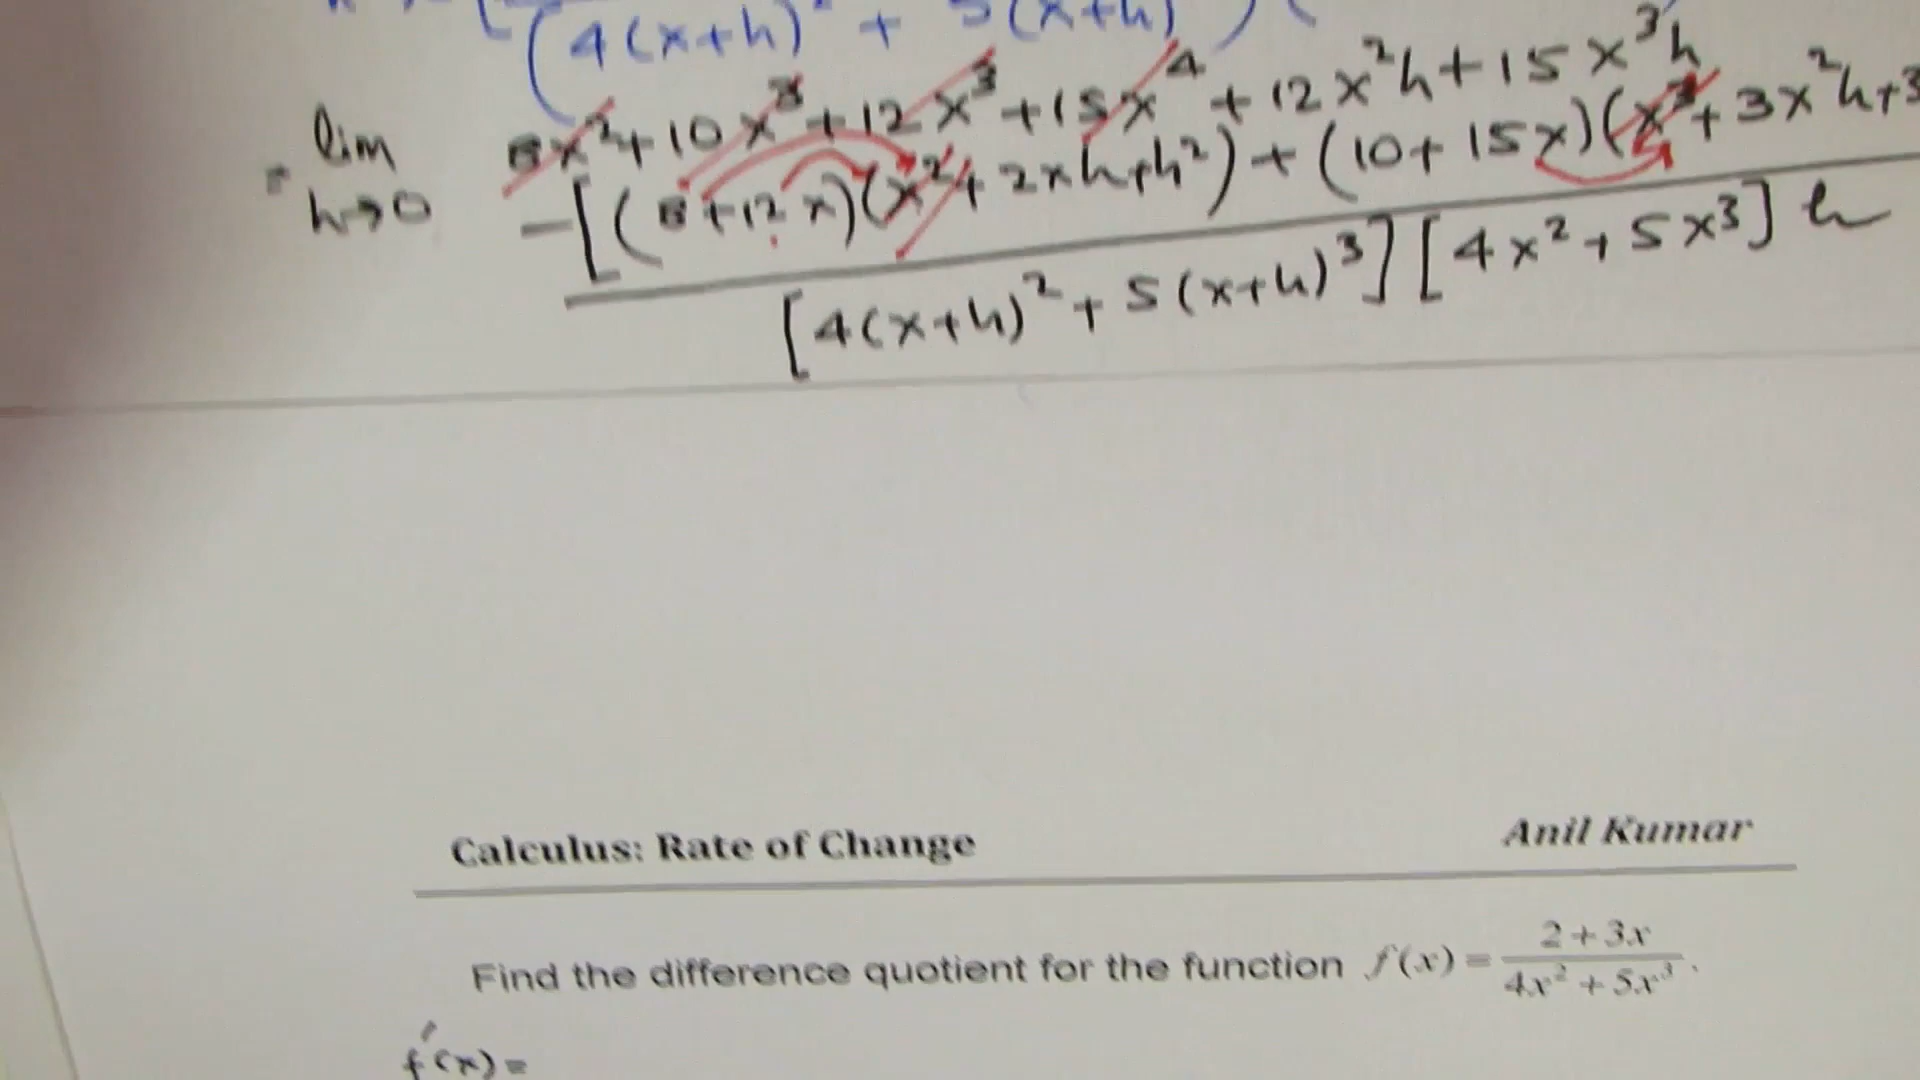 (4(x+h)² + 5(x+h)
= lim h→0
8x² + 10x³ + 12x³ + 15x⁴ + 12x²h + 15x³h
-[(8+12x)(x²+2xh+h²) + (10+15x)(x³+3x²h+3
[4(x+h)² + 5(x+h)³][4x²+5x³] h
Calculus: Rate of Change Anil Kumar
Find the difference quotient for the function f(x) = (2+3x)/(4x²+5x³).
f'(x) =